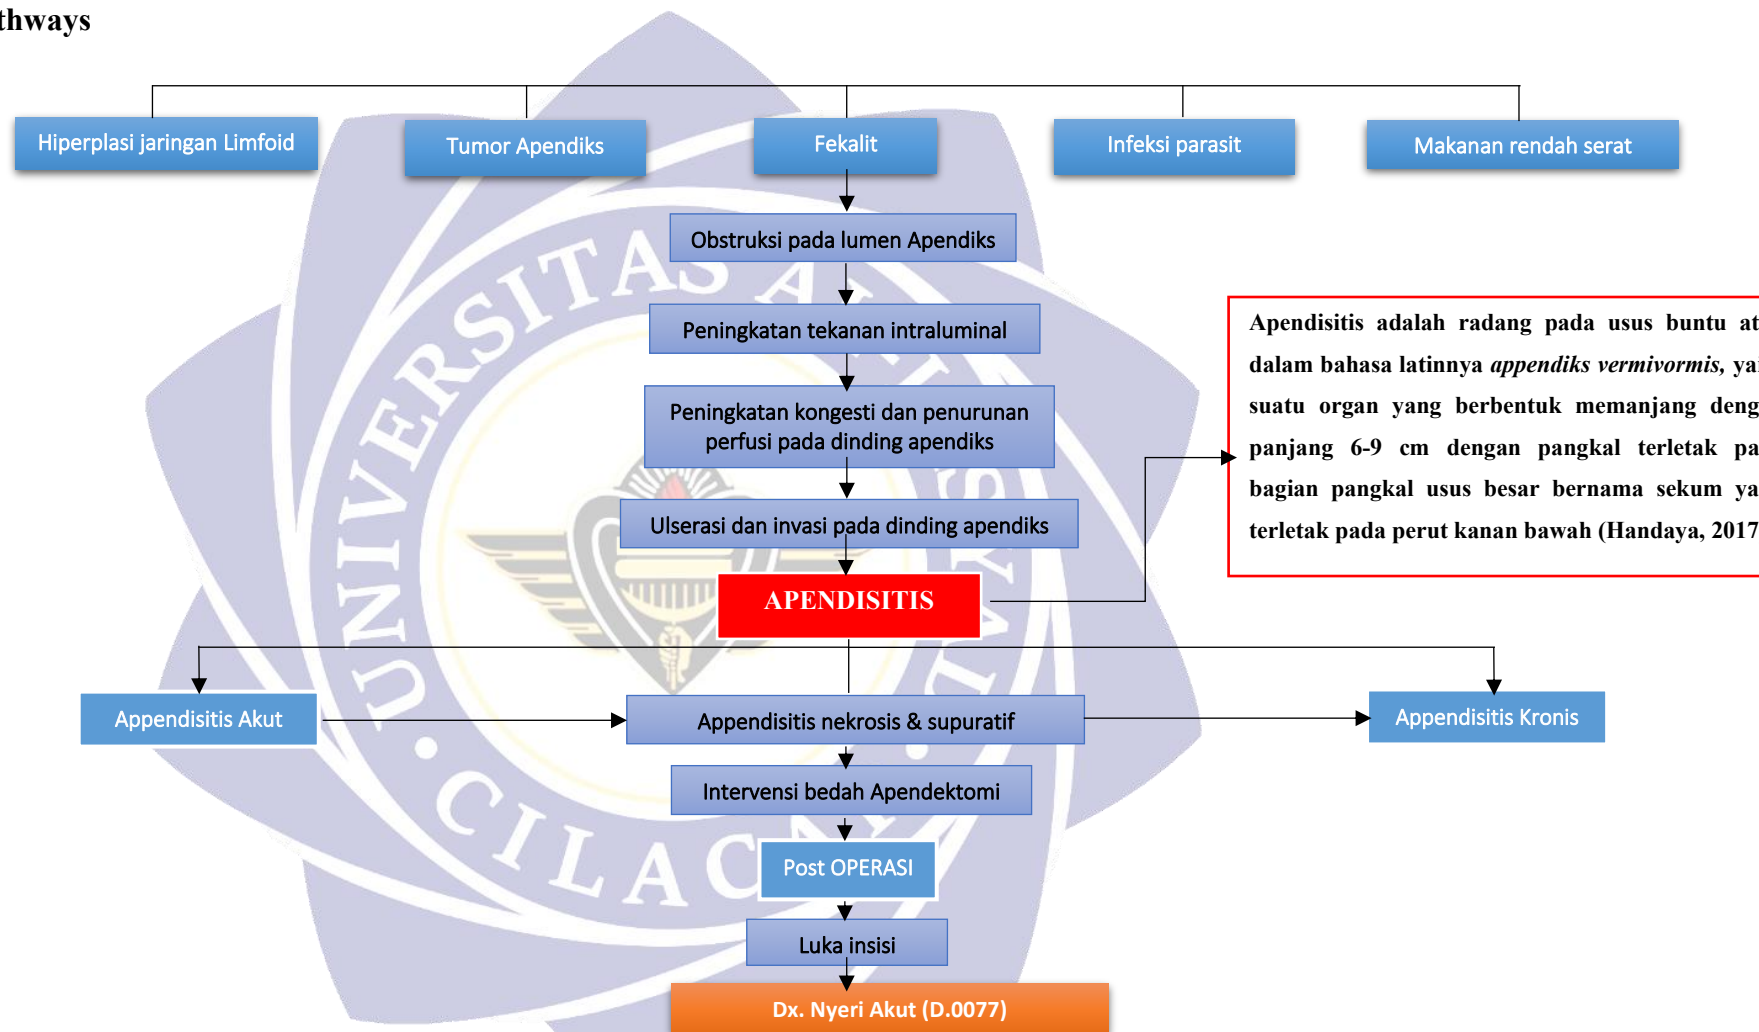 thways
Hiperplasi jaringan Limfoid
Tumor Apendiks
Fekalit
Infeksi parasit
Makanan rendah serat
Obstruksi pada lumen Apendiks
Peningkatan tekanan intraluminal
Peningkatan kongesti dan penurunan
perfusi pada dinding apendiks
Ulserasi dan invasi pada dinding apendiks
Apendisitis adalah radang pada usus buntu at
dalam bahasa latinnya appendiks vermivormis, ya
suatu organ yang berbentuk memanjang deng
panjang 6-9 cm dengan pangkal terletak pa
bagian pangkal usus besar bernama sekum ya
terletak pada perut kanan bawah (Handaya, 2017
APENDISITIS
Appendisitis Akut
Appendisitis nekrosis & supuratif
Appendisitis Kronis
Intervensi bedah Apendektomi
Post OPERASI
Luka insisi
Dx. Nyeri Akut (D.0077)
UNIVERSITAS AL-IRSYAD
CILACAP